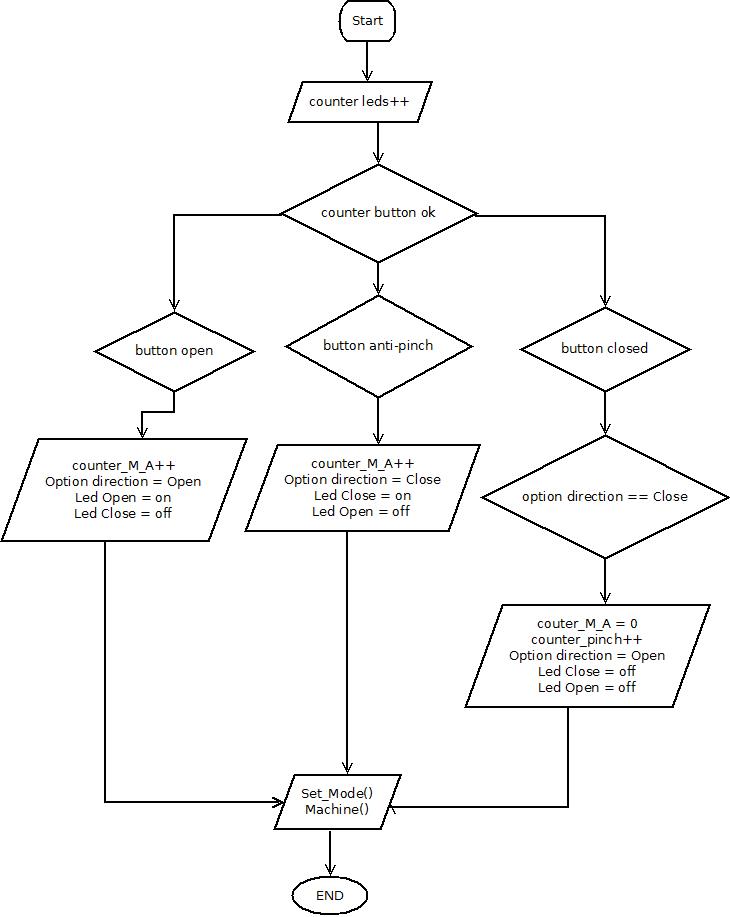 Start
counter leds++
counter button ok
button open
button anti-pinch
button closed
counter_M_A++
Option direction = Open
Led Open = on
Led Close = off
counter_M_A++
Option direction = Close
Led Close = on
Led Open = off
option direction == Close
couter_M_A = 0
counter_pinch++
Option direction = Open
Led Close = off
Led Open = off
Set_Mode()
Machine()
END